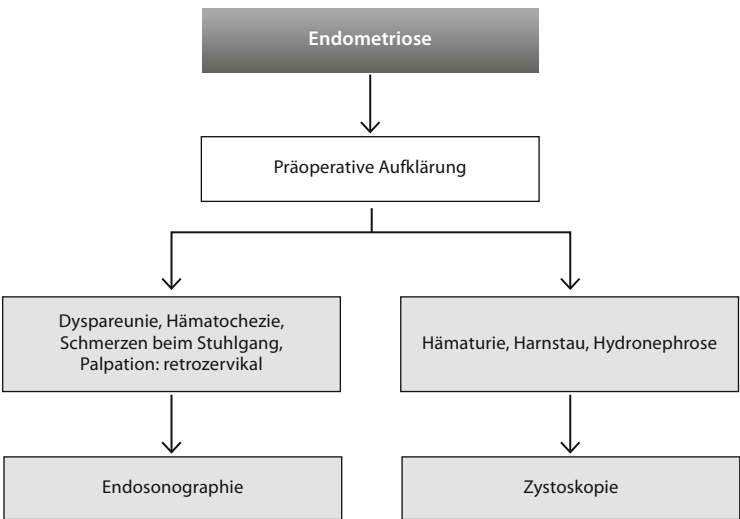 Endometriose
Präoperative Aufklärung
Dyspareunie, Hämatochezie,
Schmerzen beim Stuhlgang,
Palpation: retrozervikal
Hämaturie, Harnstau, Hydronephrose
Endosonographie
Zystoskopie